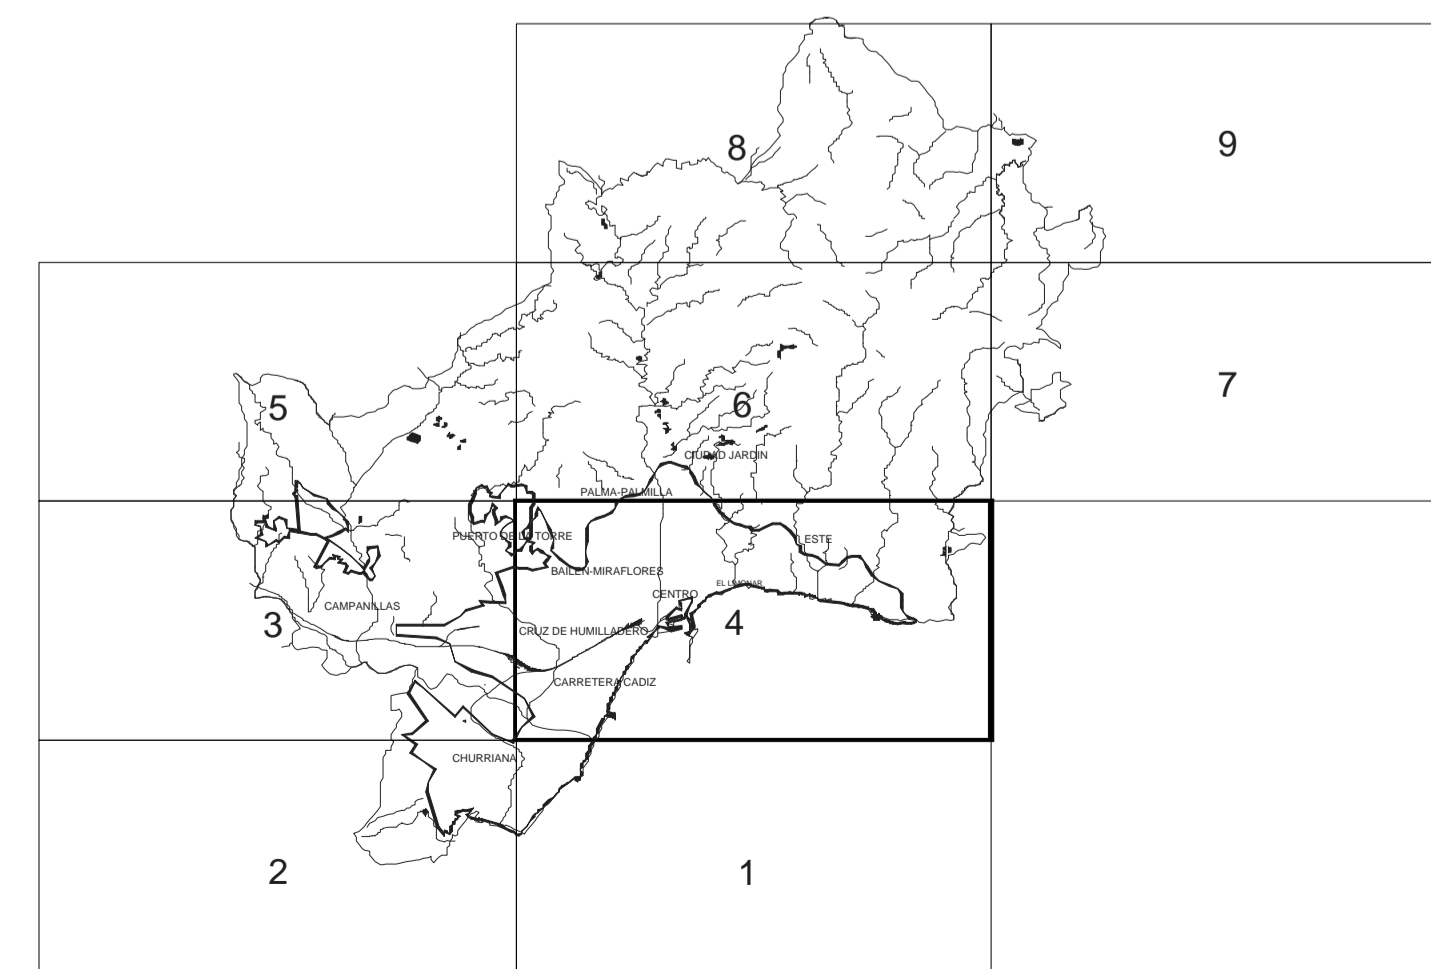 8
9
5
6
7
CIUDAD JARDIN
PALMA-PALMILLA
PUERTO DE LA TORRE
ESTE
BAILEN-MIRAFLORES
EL LIMONAR
CENTRO
CAMPANILLAS
3
CRUZ DE HUMILLADERO
4
CARRETERA CADIZ
CHURRIANA
2
1